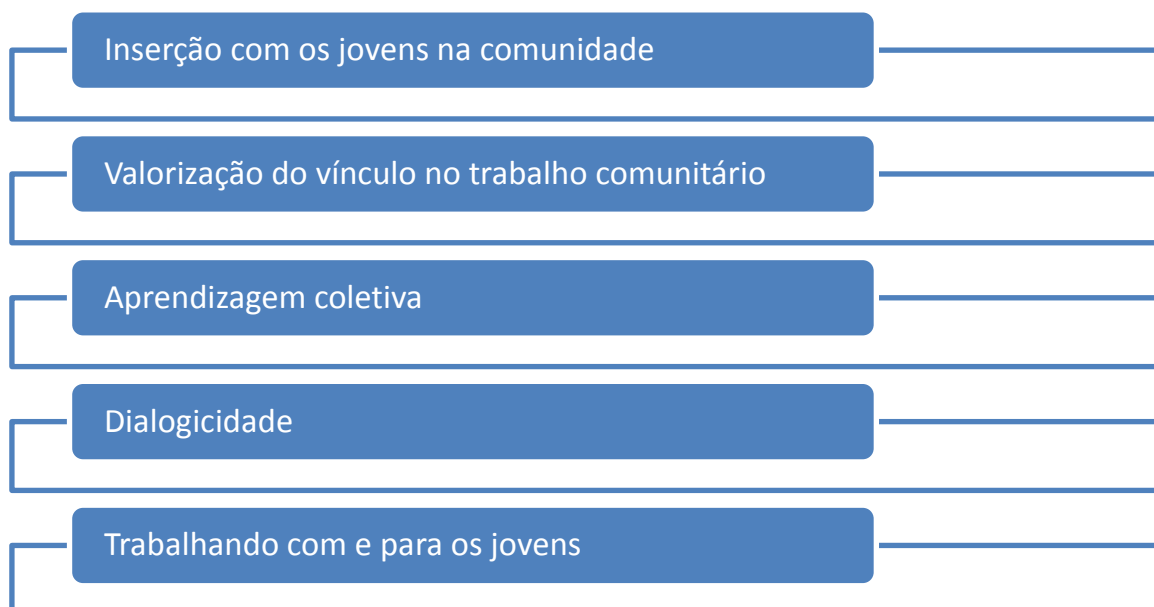 Inserção com os jovens na comunidade
Valorização do vínculo no trabalho comunitário
Aprendizagem coletiva
Dialogicidade
Trabalhando com e para os jovens